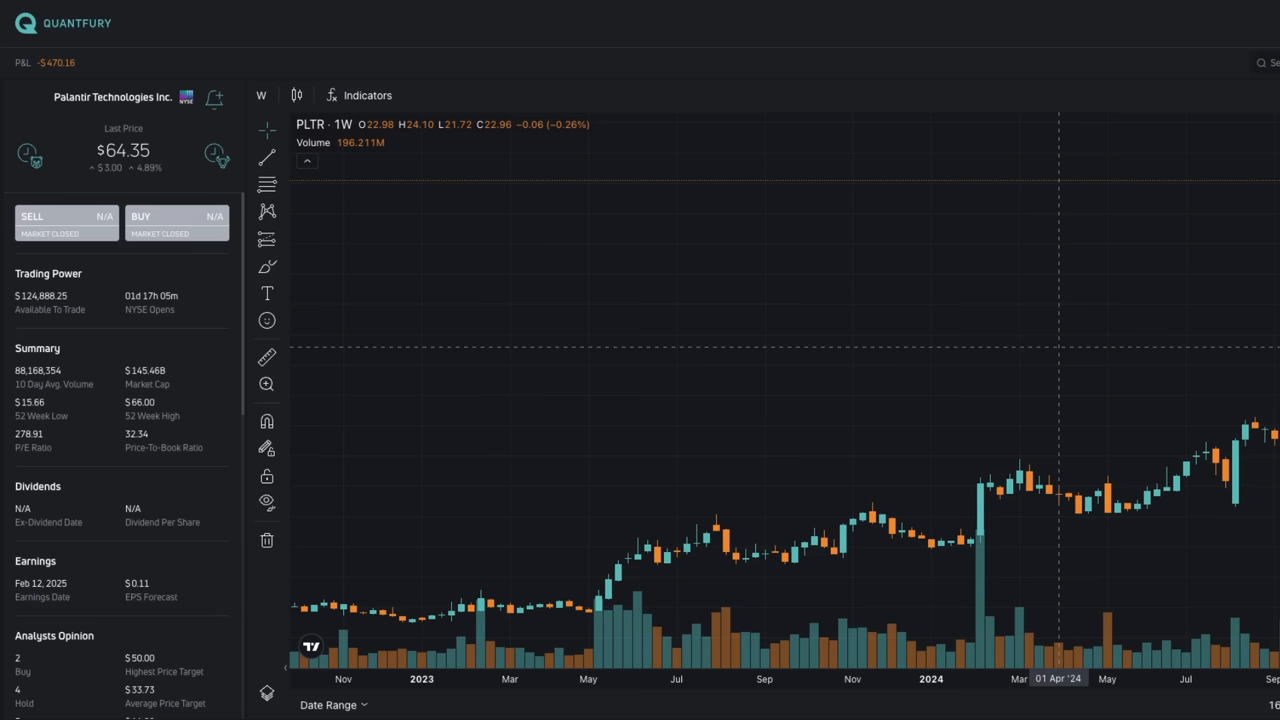 QUANTFURY
P&L -$470.16
Palantir Technologies Inc. NYSE
Last Price
$64.35
$3.00 4.89%
SELL N/A
MARKET CLOSED
BUY N/A
MARKET CLOSED
Trading Power
$124,888.25 01d 17h 05m
Available To Trade NYSE Opens
Summary
88,168,354 $145.46B
10 Day Avg. Volume Market Cap
$15.66 $66.00
52 Week Low 52 Week High
278.91 32.34
P/E Ratio Price-To-Book Ratio
Dividends
N/A N/A
Ex-Dividend Date Dividend Per Share
Earnings
Feb 12, 2025 $0.11
Earnings Date EPS Forecast
Analysts Opinion
2 $50.00
Buy Highest Price Target
4 $33.73
Hold Average Price Target
W Indicators
PLTR · 1W O22.98 H24.10 L21.72 C22.96 −0.06 (−0.26%)
Volume 196.211M
Nov 2023 Mar May Jul Sep Nov 2024 Mar 01 Apr '24 May Jul Sep
Date Range 16